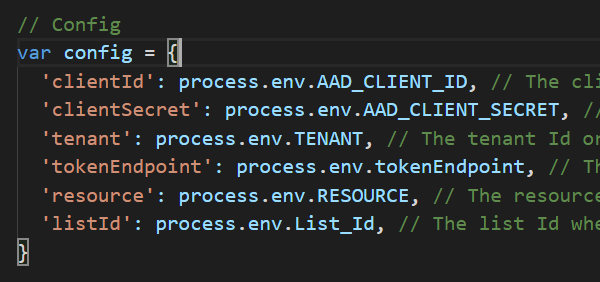 // Config
var config = {
'clientId': process.env.AAD_CLIENT_ID, // The cli
'clientSecret': process.env.AAD_CLIENT_SECRET, //
'tenant': process.env.TENANT, // The tenant Id or
'tokenEndpoint': process.env.tokenEndpoint, // Th
'resource': process.env.RESOURCE, // The resource
'listId': process.env.List_Id, // The list Id whe
}